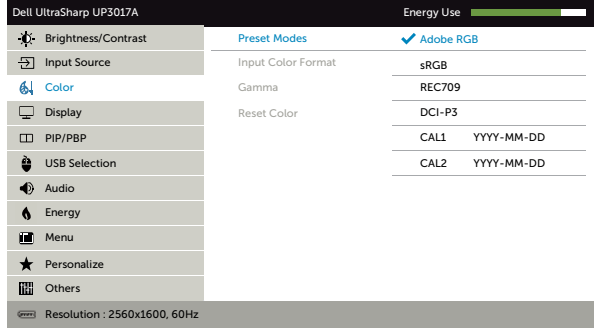 Dell UltraSharp UP3017A Energy Use
Brightness/Contrast Preset Modes Adobe RGB
Input Source Input Color Format sRGB
Color Gamma REC709
Display Reset Color DCI-P3
PIP/PBP CAL1 YYYY-MM-DD
USB Selection CAL2 YYYY-MM-DD
Audio
Energy
Menu
Personalize
Others
Resolution : 2560x1600, 60Hz